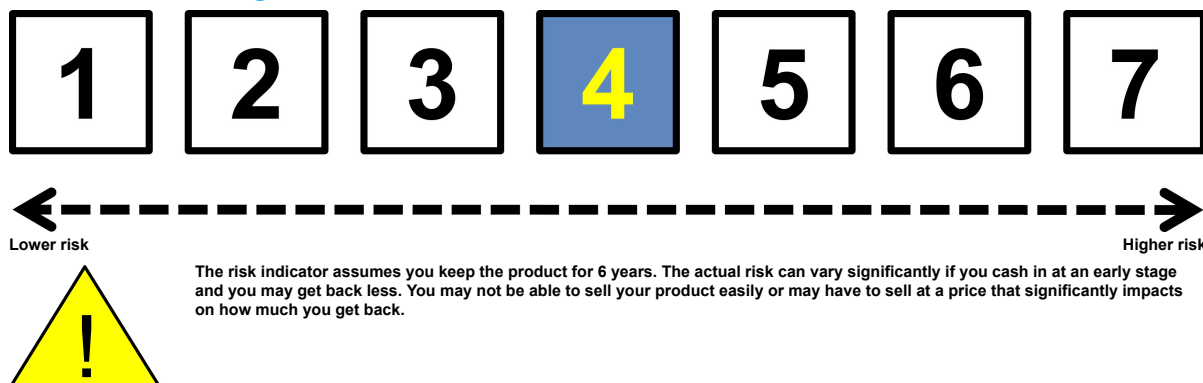 1 2 3 4 5 6 7
Lower risk Higher risk
The risk indicator assumes you keep the product for 6 years. The actual risk can vary significantly if you cash in at an early stage
and you may get back less. You may not be able to sell your product easily or may have to sell at a price that significantly impacts
on how much you get back.
!